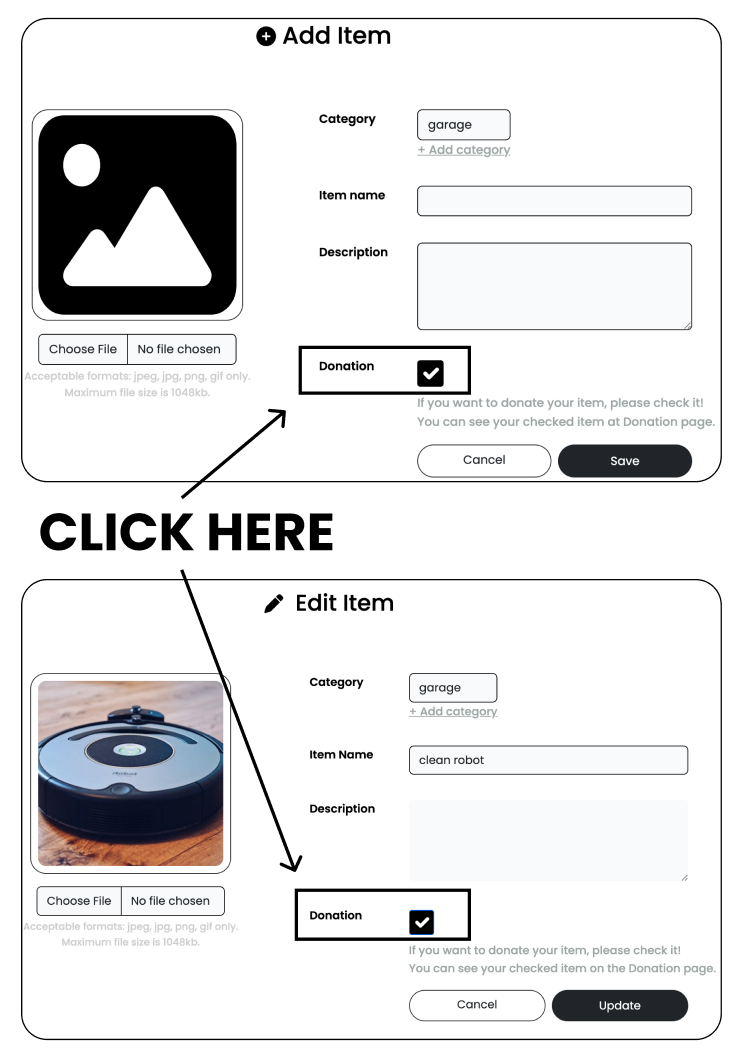 Add Item
Category
garage
+ Add category
Item name
Description
Choose File No file chosen
Acceptable formats: jpeg, jpg, png, gif only.
Maximum file size is 1048kb.
Donation
If you want to donate your item, please check it!
You can see your checked item at Donation page.
Cancel
Save
CLICK HERE
Edit Item
Category
garage
+ Add category
Item Name
clean robot
Description
Choose File No file chosen
Acceptable formats: jpeg, jpg, png, gif only.
Maximum file size is 1048kb.
Donation
If you want to donate your item, please check it!
You can see your checked item on the Donation page.
Cancel
Update